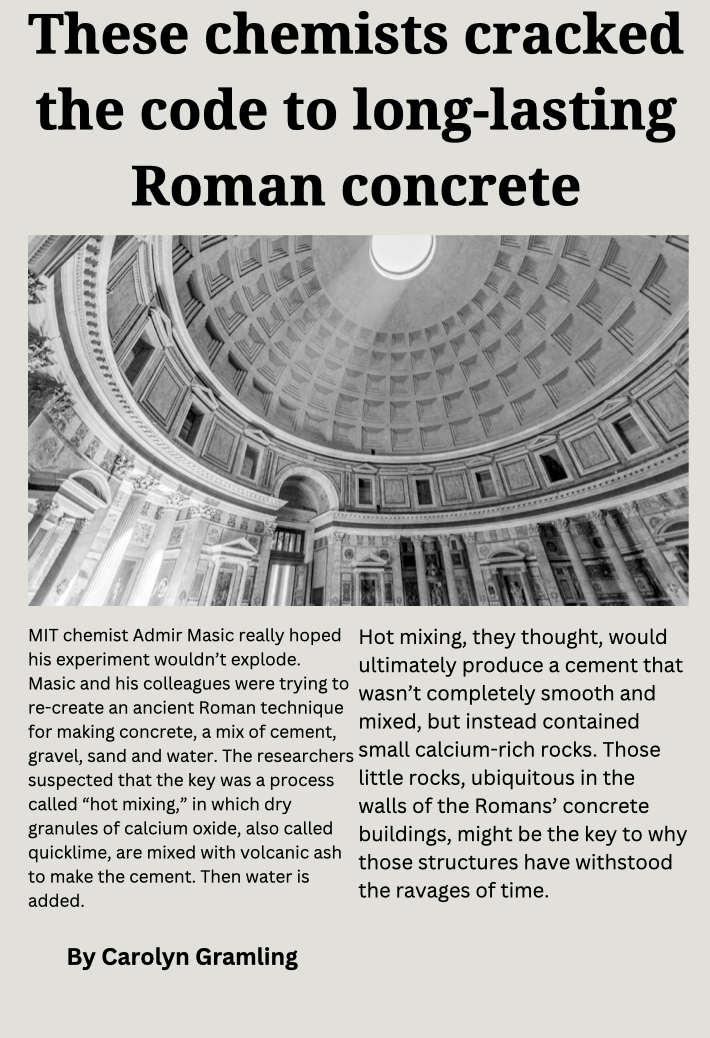 These chemists cracked
the code to long-lasting
Roman concrete
MIT chemist Admir Masic really hoped
his experiment wouldn’t explode.
Masic and his colleagues were trying to
re-create an ancient Roman technique
for making concrete, a mix of cement,
gravel, sand and water. The researchers
suspected that the key was a process
called “hot mixing,” in which dry
granules of calcium oxide, also called
quicklime, are mixed with volcanic ash
to make the cement. Then water is
added.
By Carolyn Gramling
Hot mixing, they thought, would
ultimately produce a cement that
wasn’t completely smooth and
mixed, but instead contained
small calcium-rich rocks. Those
little rocks, ubiquitous in the
walls of the Romans’ concrete
buildings, might be the key to why
those structures have withstood
the ravages of time.